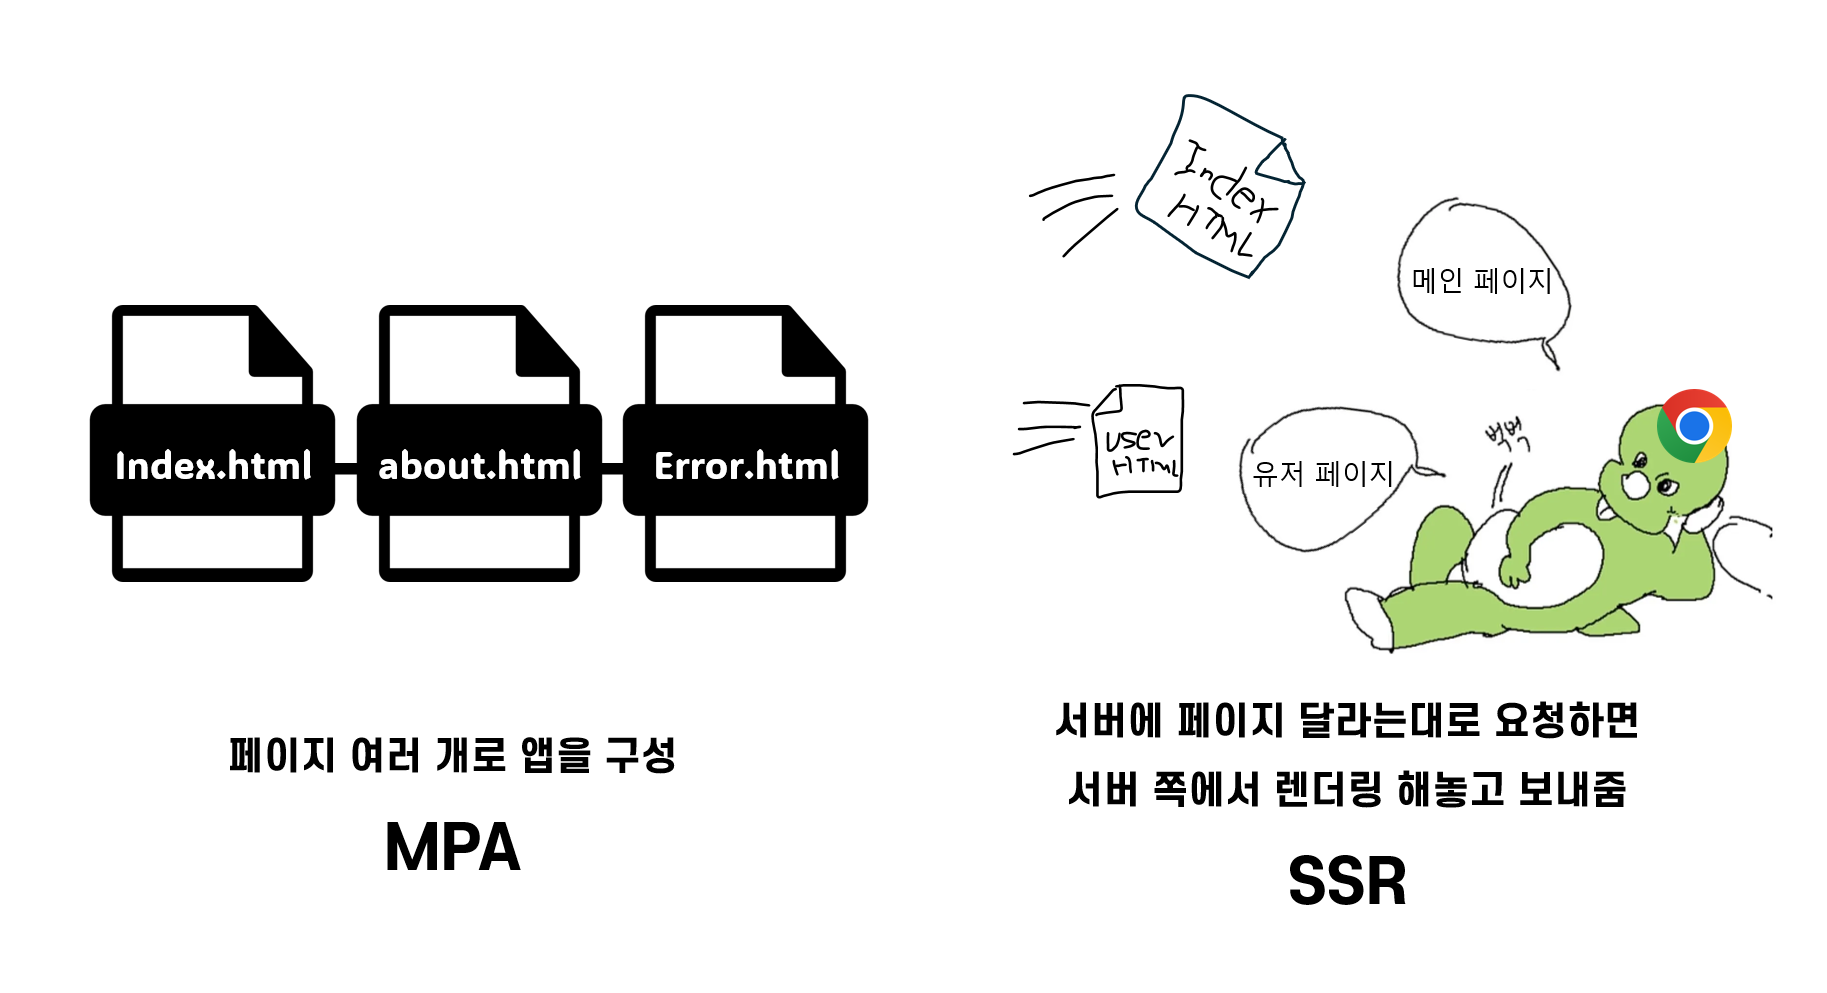 Index.html
about.html
Error.html
페이지 여러 개로 앱을 구성
MPA
Index
HTML
메인 페이지
user
HTML
유저 페이지
벅벅
서버에 페이지 달라는대로 요청하면
서버 쪽에서 렌더링 해놓고 보내줌
SSR